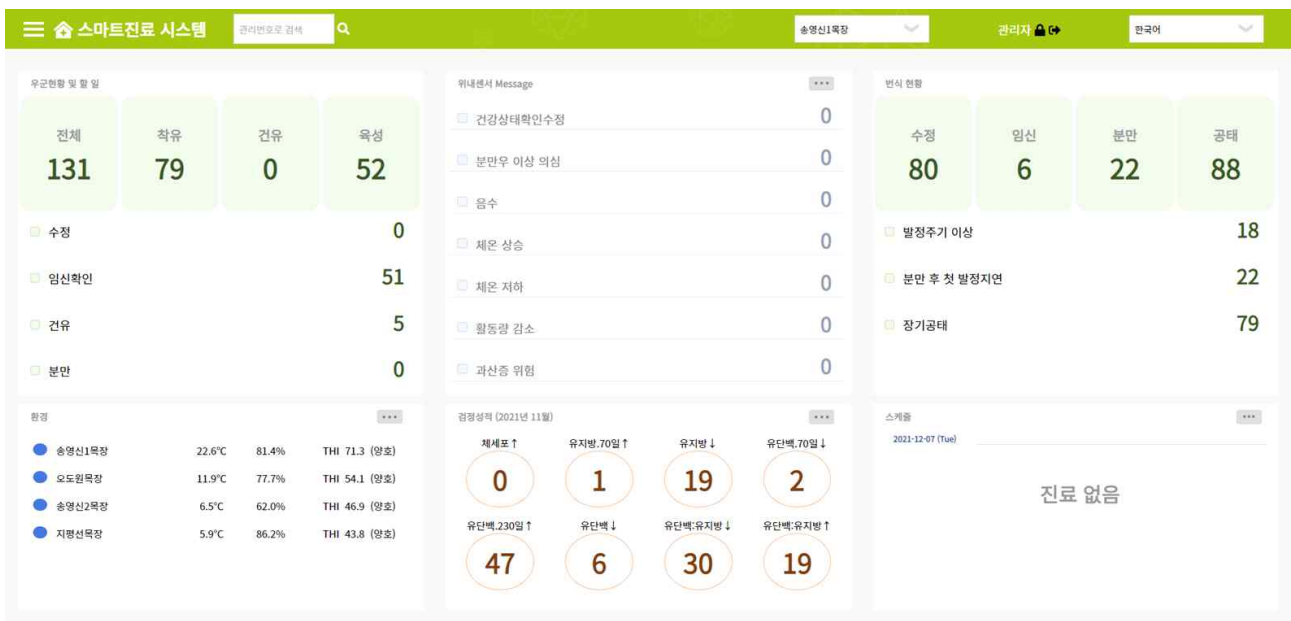 스마트진료 시스템
관리번호로 검색
송영신1목장
관리자
한국어
우군현황 및 할 일
전체 착유 건유 육성
131 79 0 52
수정 0
임신확인 51
건유 5
분만 0
위내센서 Message
건강상태확인수정 0
분만우 이상 의심 0
음수 0
체온 상승 0
체온 저하 0
활동량 감소 0
과산증 위험 0
번식 현황
수정 임신 분만 공태
80 6 22 88
발정주기 이상 18
분만 후 첫 발정지연 22
장기공태 79
환경
송영신1목장 22.6℃ 81.4% THI 71.3 (양호)
오도원목장 11.9℃ 77.7% THI 54.1 (양호)
송영신2목장 6.5℃ 62.0% THI 46.9 (양호)
지평선목장 5.9℃ 86.2% THI 43.8 (양호)
검정성적 (2021년 11월)
체세포↑ 유지방.70일↑ 유지방↓ 유단백.70일↓
0 1 19 2
유단백.230일↑ 유단백↓ 유단백:유지방↓ 유단백:유지방↑
47 6 30 19
스케줄
2021-12-07 (Tue)
진료 없음